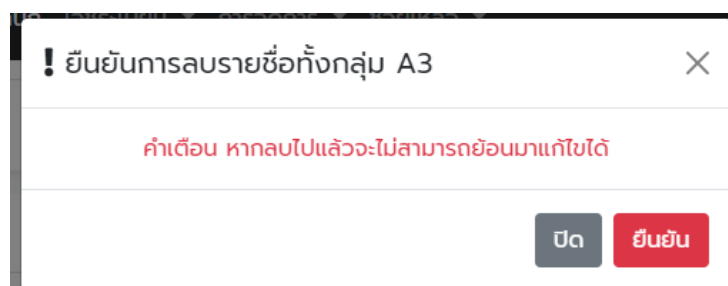 ❗ ยืนยันการลบรายชื่อทั้งกลุ่ม A3
คำเตือน หากลบไปแล้วจะไม่สามารถย้อนมาแก้ไขได้
ปิด ยืนยัน